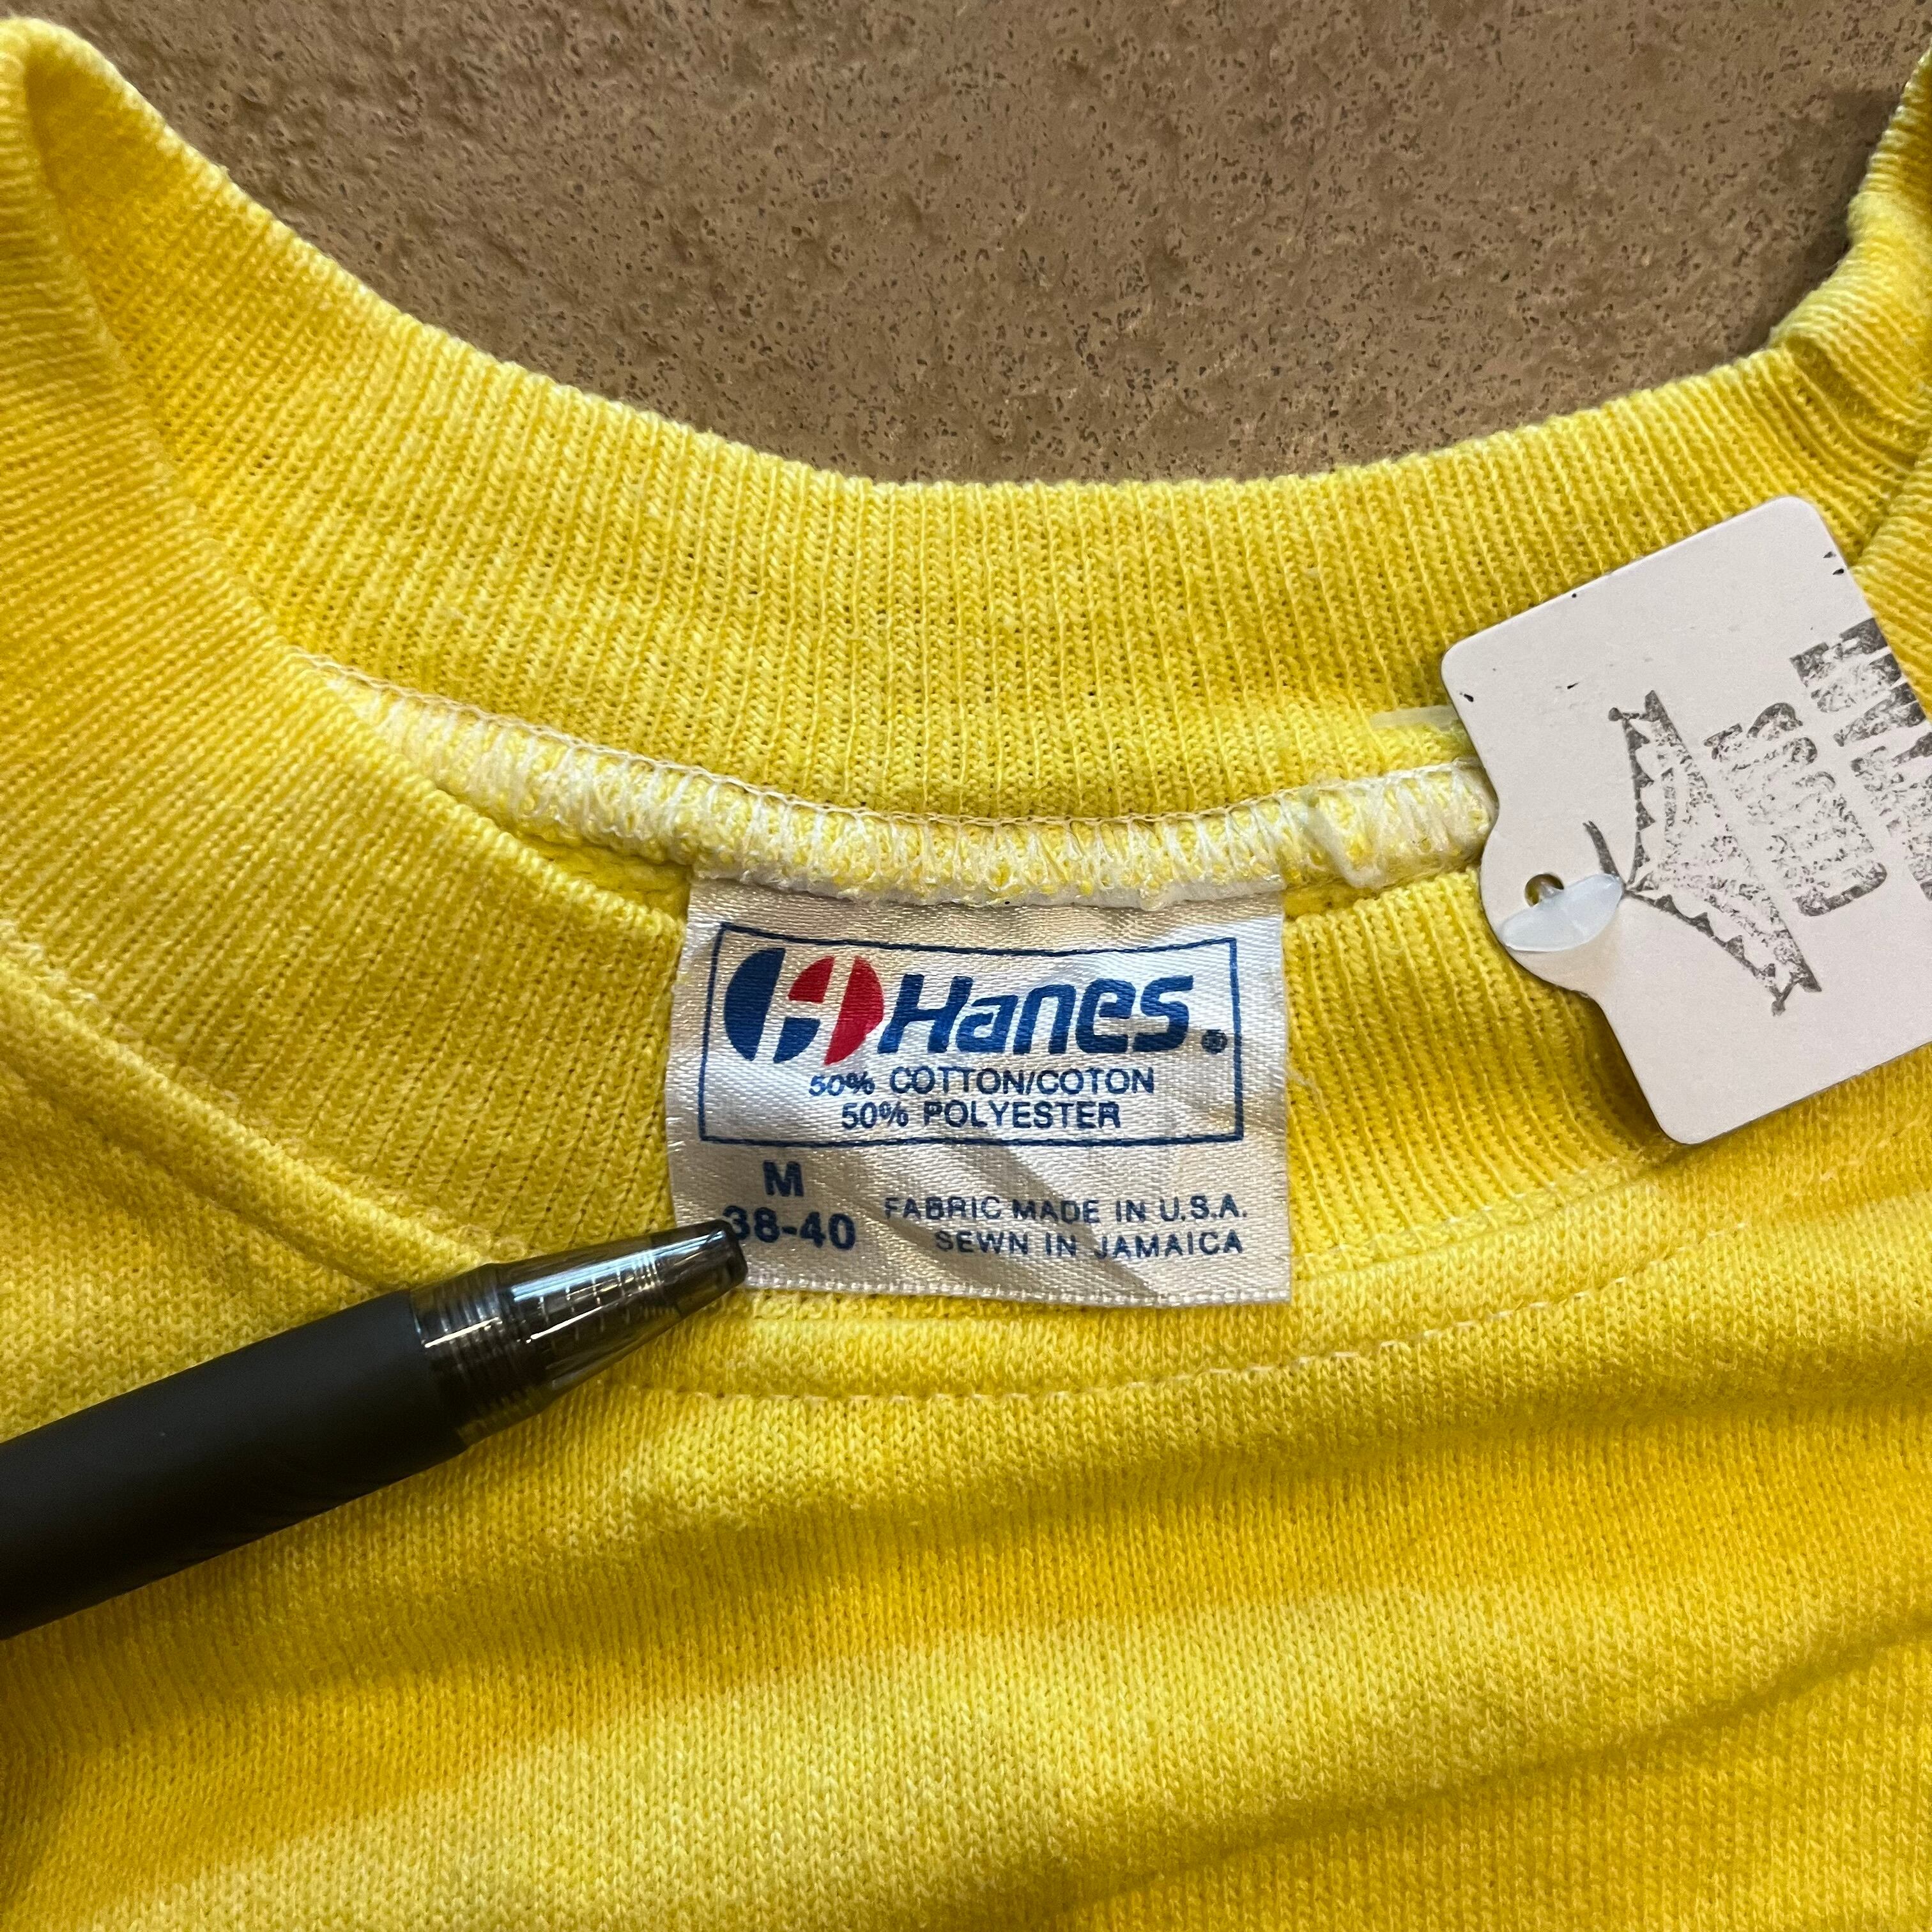 Hanes®
50% COTTON/COTON
50% POLYESTER
M
38-40
FABRIC MADE IN U.S.A.
SEWN IN JAMAICA